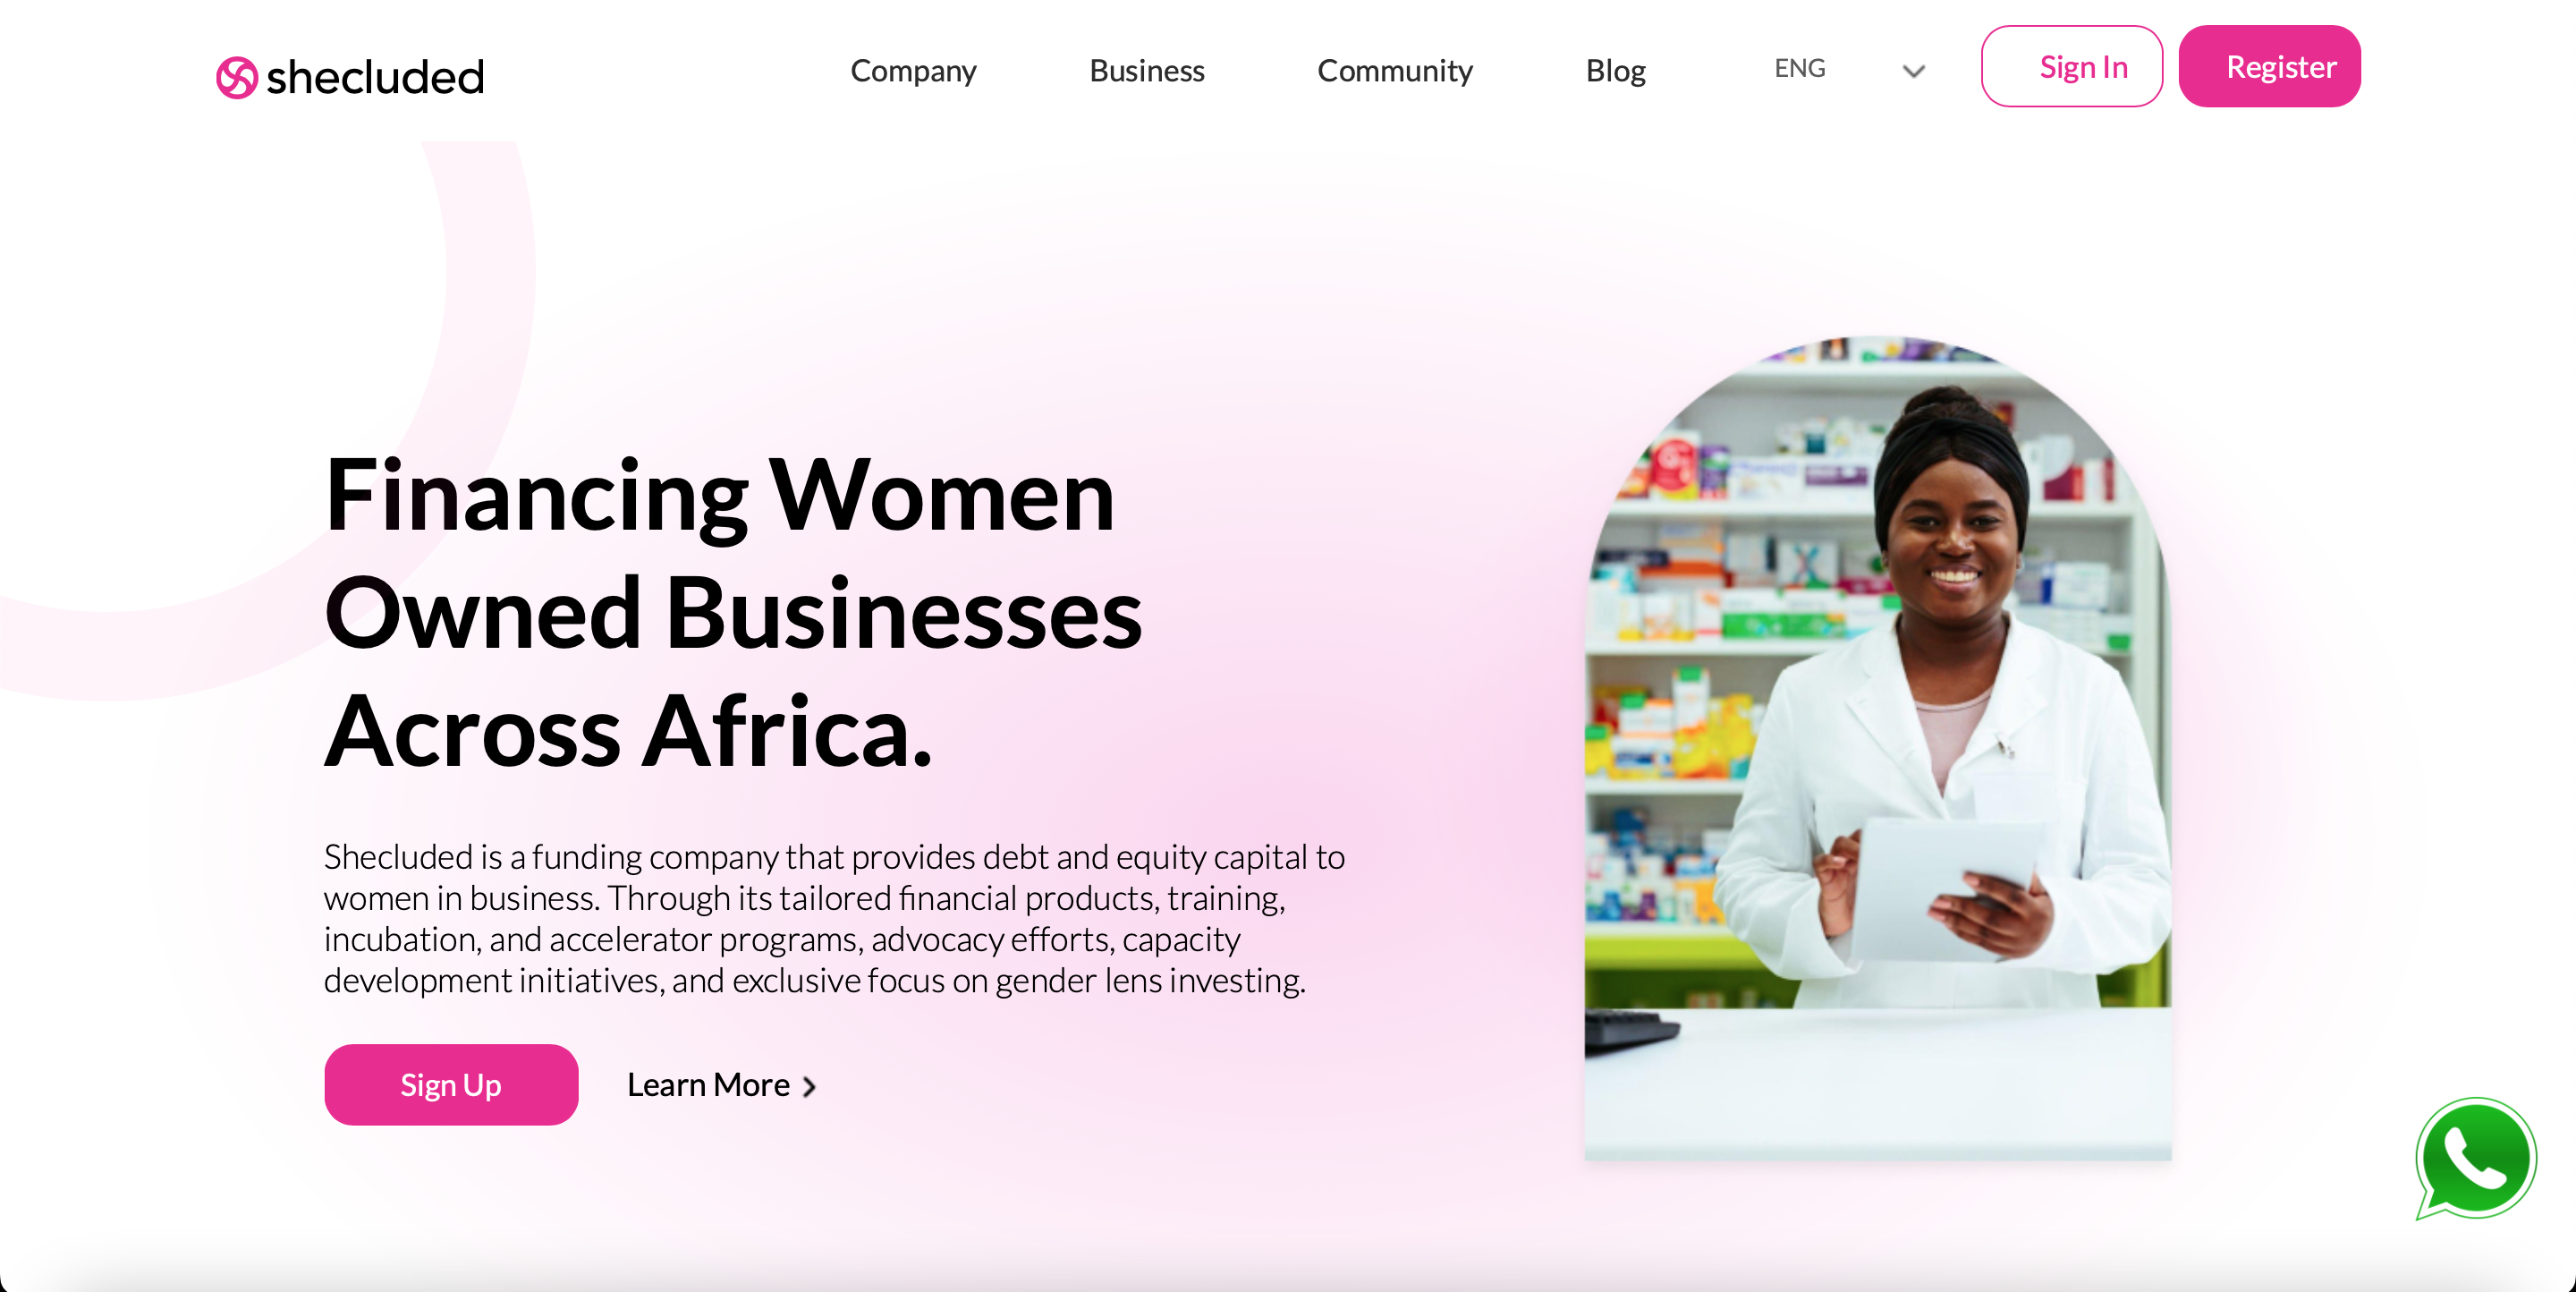 shecluded
Company
Business
Community
Blog
ENG
Sign In
Register
Financing Women
Owned Businesses
Across Africa.
Shecluded is a funding company that provides debt and equity capital to
women in business. Through its tailored financial products, training,
incubation, and accelerator programs, advocacy efforts, capacity
development initiatives, and exclusive focus on gender lens investing.
Sign Up
Learn More